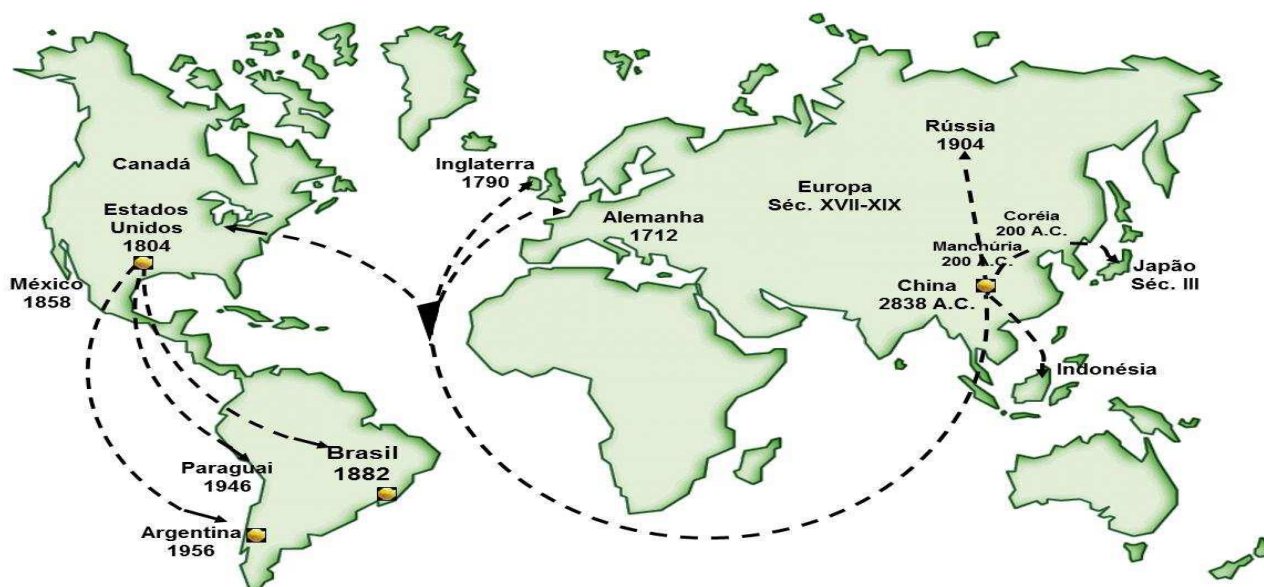 Canadá
Estados
Unidos
1804
México
1858
Inglaterra
1790
Alemanha
1712
Europa
Séc. XVII-XIX
Rússia
1904
Coréia
200 A.C.
Manchúria
200 A.C.
China
2838 A.C.
Japão
Séc. III
Indonésia
Brasil
1882
Paraguai
1946
Argentina
1956